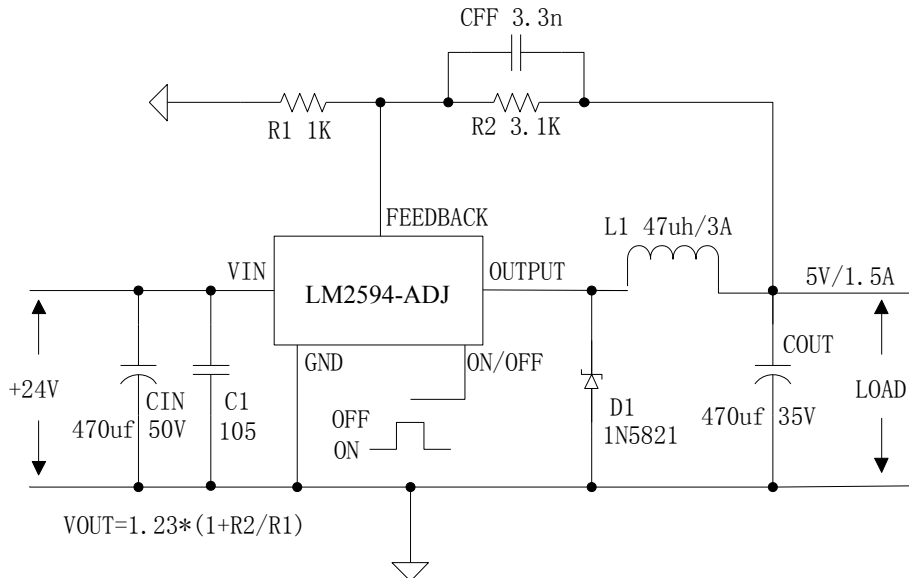 CFF 3.3n
R1 1K
R2 3.1K
FEEDBACK
L1 47uh/3A
VIN
OUTPUT
5V/1.5A
LM2594-ADJ
GND
ON/OFF
COUT
+24V
CIN
C1
OFF
D1
LOAD
470uf 50V
105
ON
1N5821
470uf 35V
VOUT=1.23*(1+R2/R1)